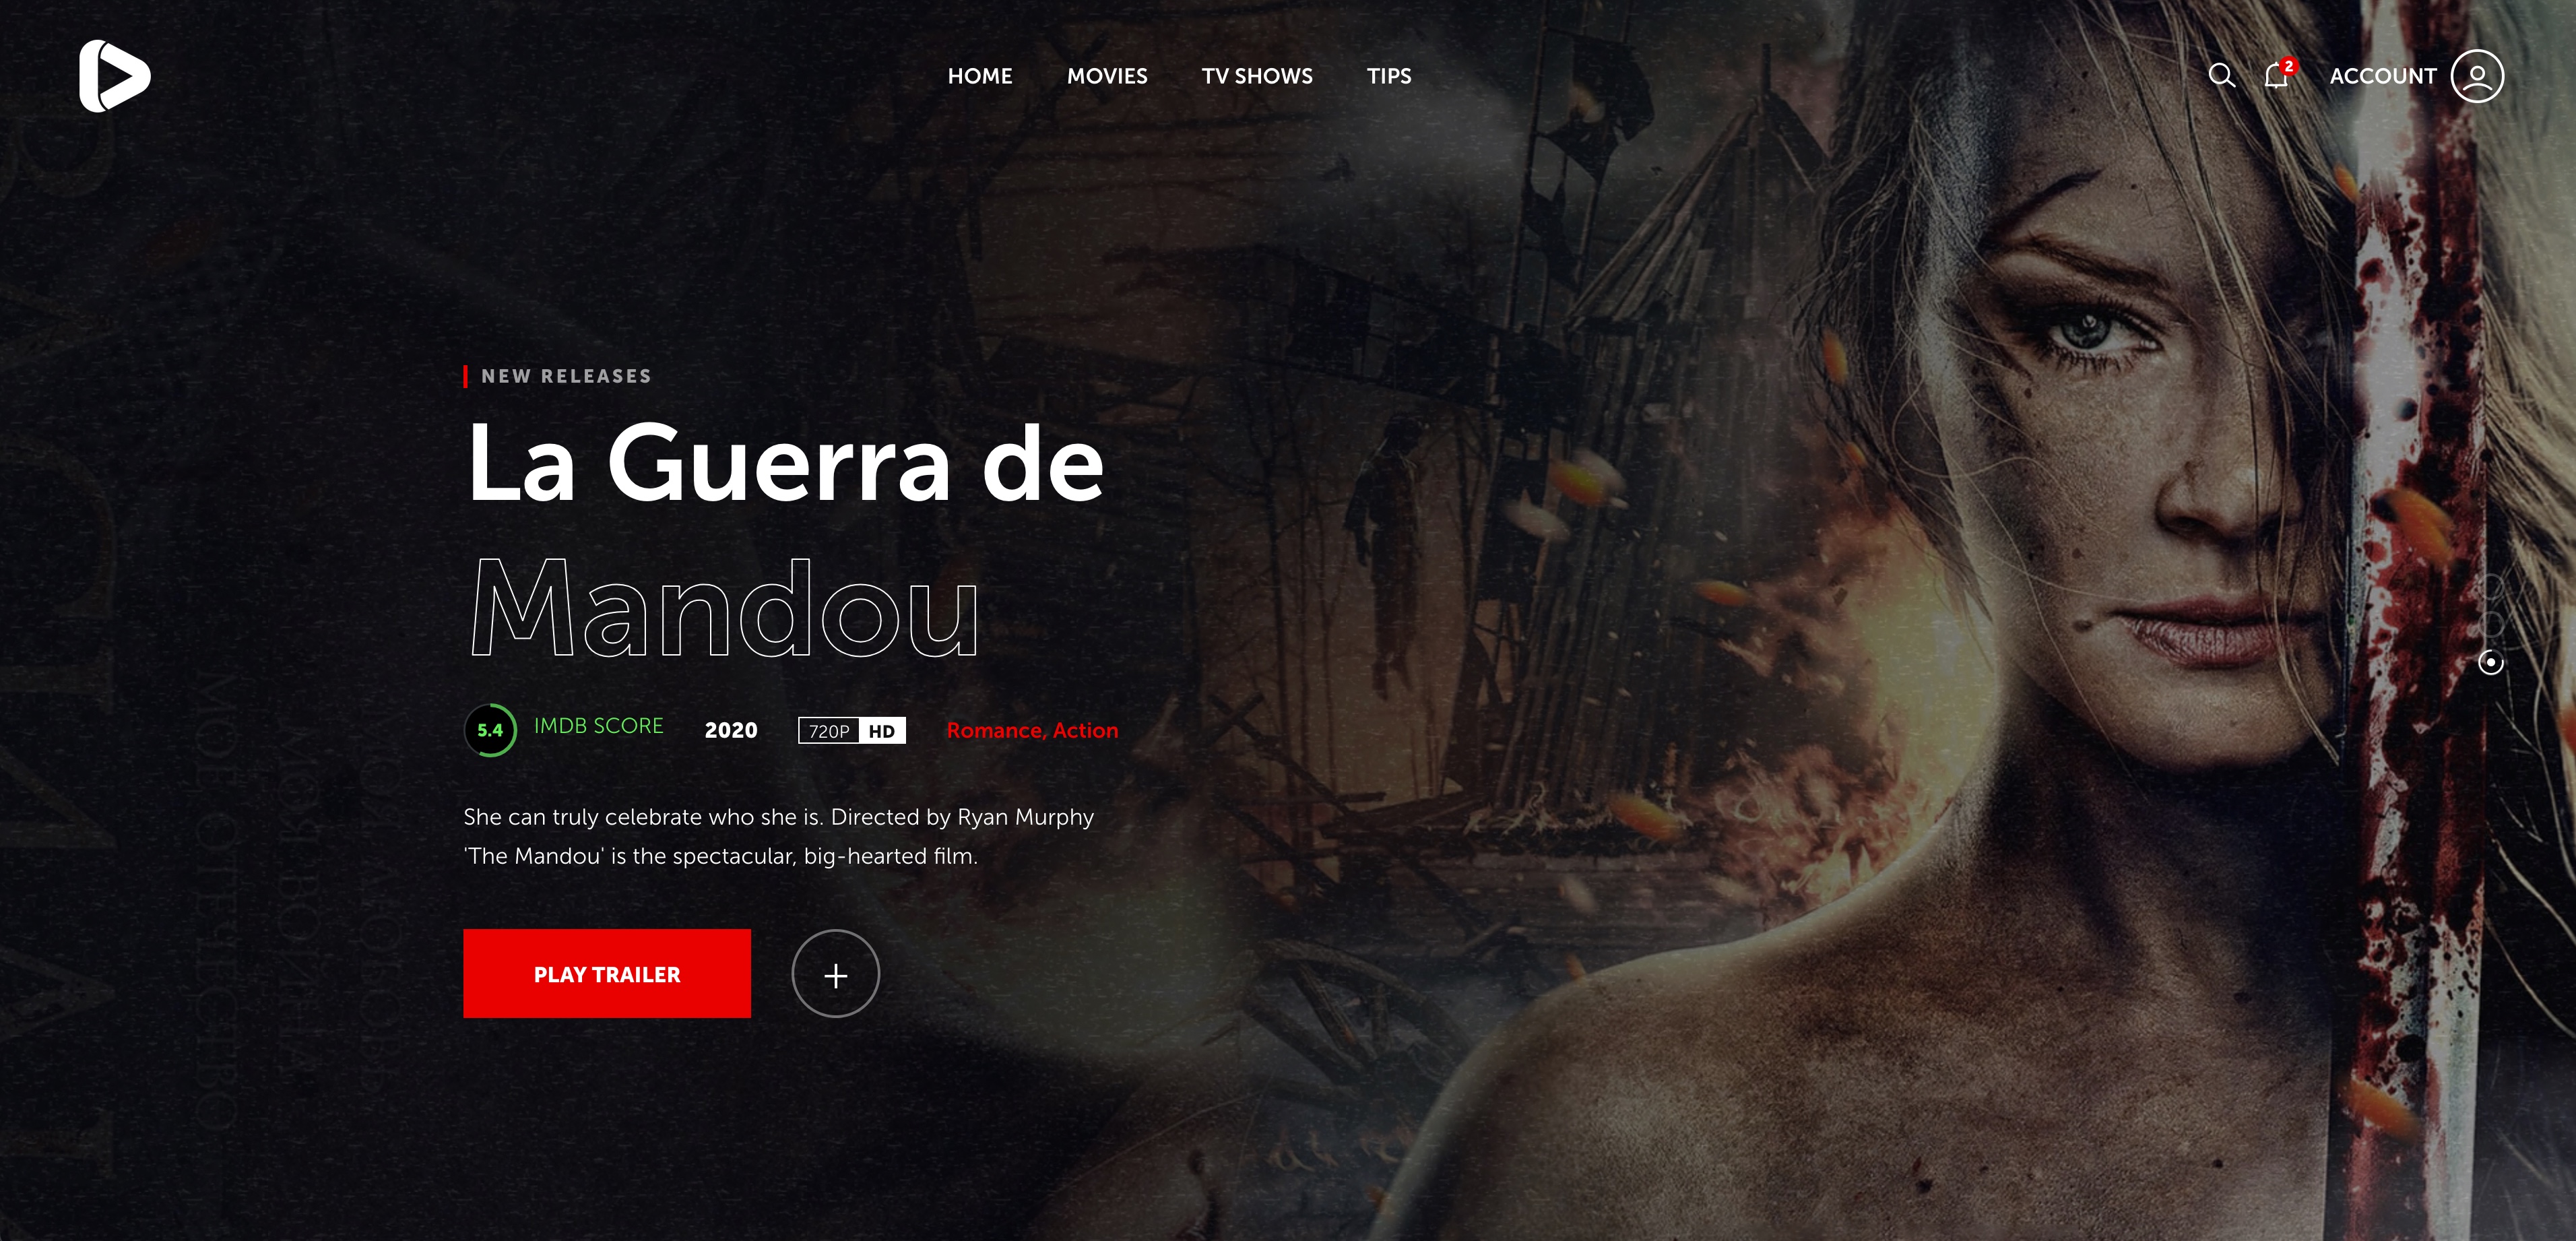 HOME MOVIES TV SHOWS TIPS 2 ACCOUNT
NEW RELEASES
La Guerra de
Mandou
5.4 IMDB SCORE 2020 720P HD Romance, Action
She can truly celebrate who she is. Directed by Ryan Murphy
'The Mandou' is the spectacular, big-hearted film.
PLAY TRAILER +